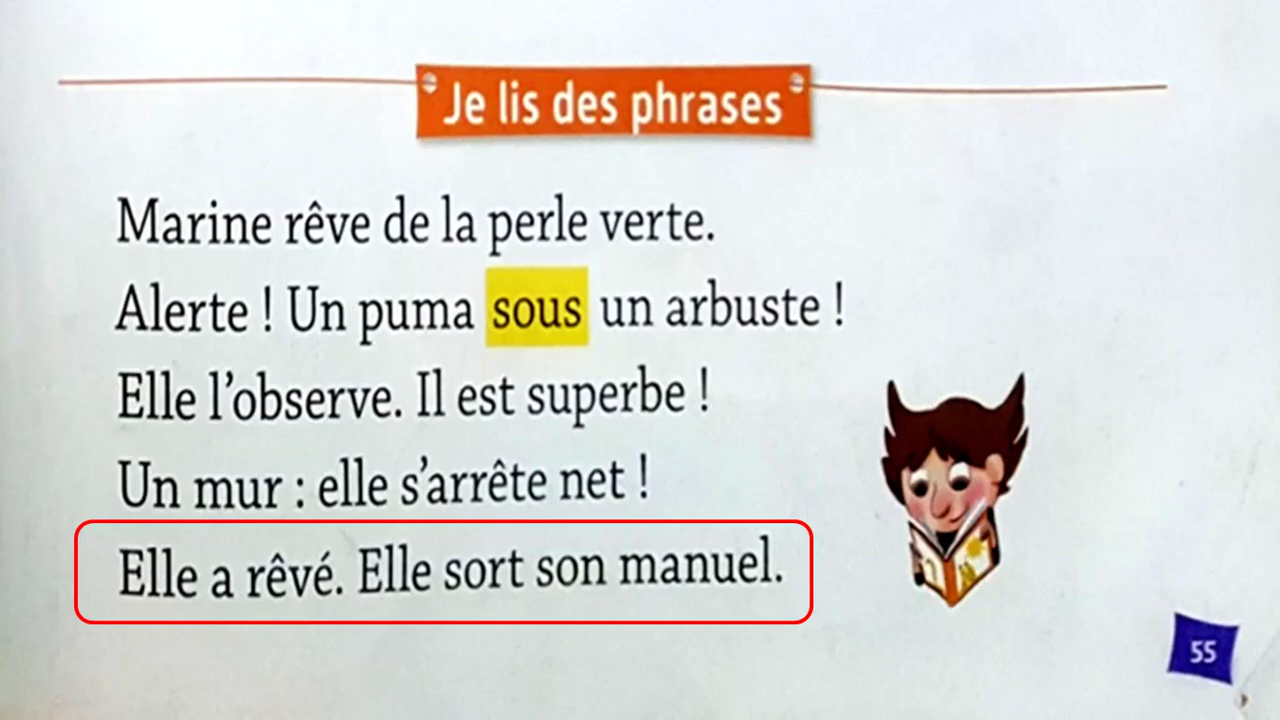 Je lis des phrases
Marine rêve de la perle verte.
Alerte ! Un puma sous un arbuste !
Elle l'observe. Il est superbe !
Un mur : elle s'arrête net !
Elle a rêvé. Elle sort son manuel.
55